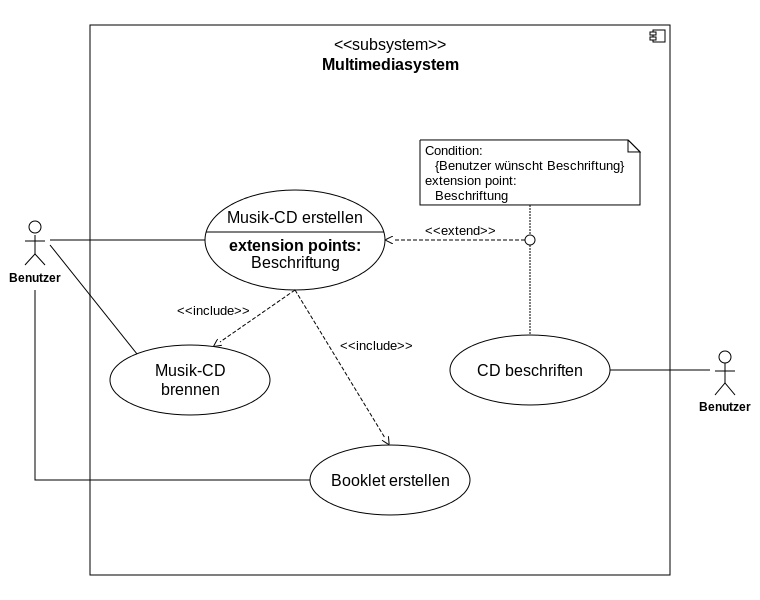 <<subsystem>>
Multimediasystem
Condition:
{Benutzer wünscht Beschriftung}
extension point:
Beschriftung
Musik-CD erstellen
extension points:
Beschriftung
<<extend>>
Benutzer
<<include>>
<<include>>
Musik-CD
brennen
CD beschriften
Benutzer
Booklet erstellen